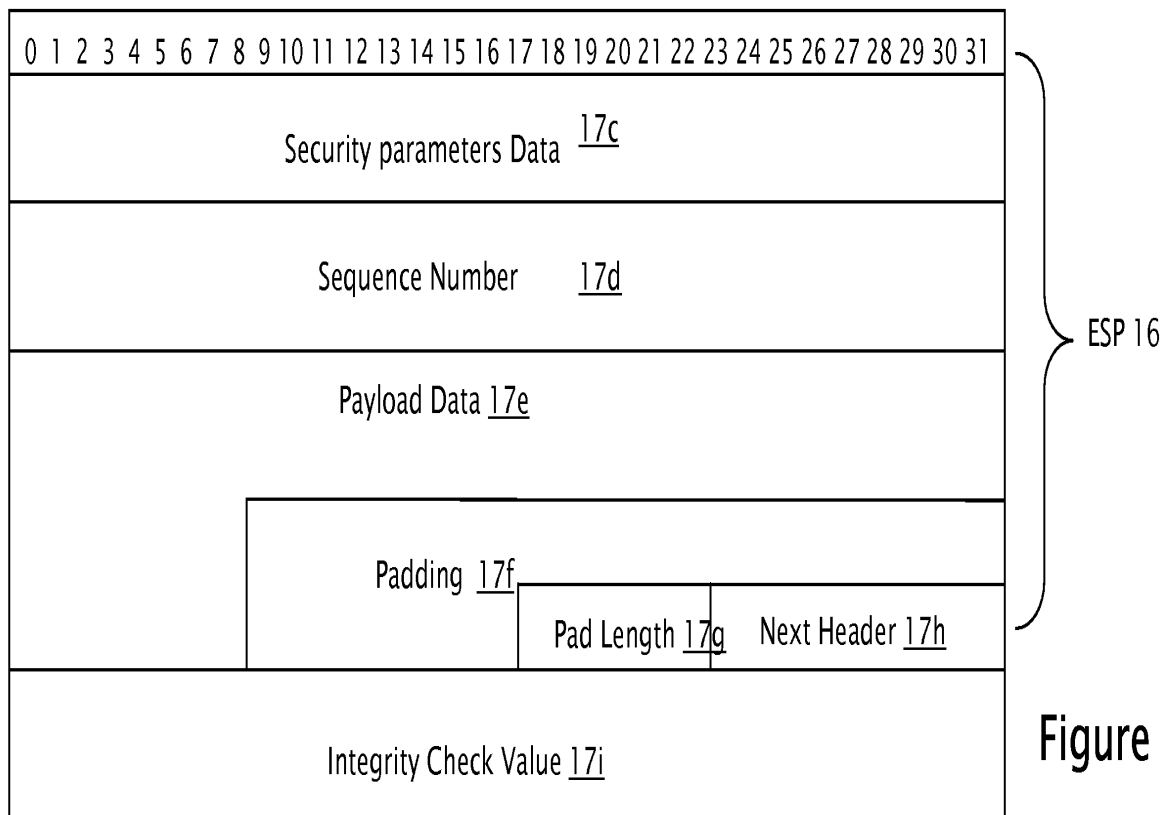 0 1 2 3 4 5 6 7 8 9 10 11 12 13 14 15 16 17 18 19 20 21 22 23 24 25 26 27 28 29 30 31
Security parameters Data 17c
Sequence Number 17d
ESP 16
Payload Data 17e
Padding 17f
Pad Length 17g Next Header 17h
Figure
Integrity Check Value 17i